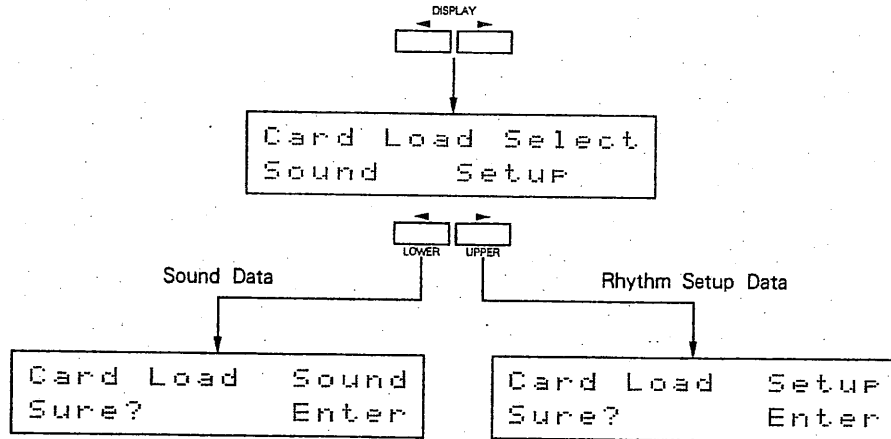 DISPLAY
Card Load Select
Sound Setup
LOWER UPPER
Sound Data
Rhythm Setup Data
Card Load Sound
Sure? Enter
Card Load Setup
Sure? Enter